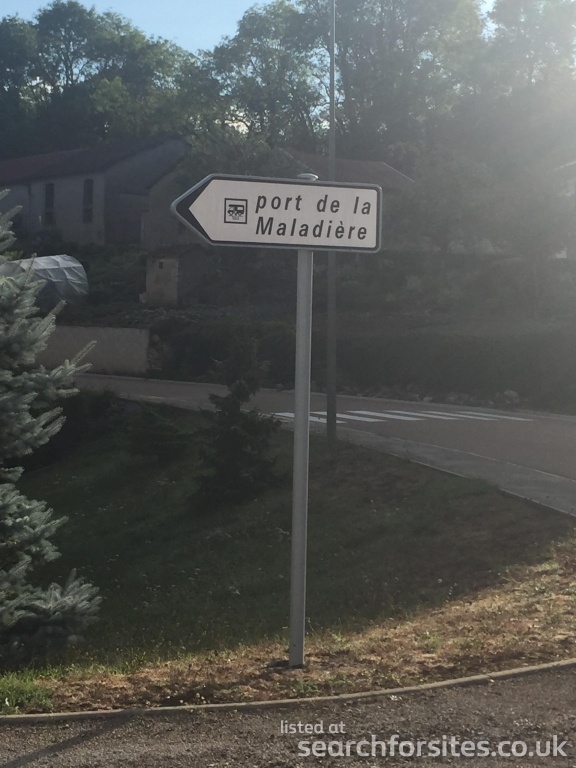 port de la
Maladière
listed at
searchforsites.co.uk